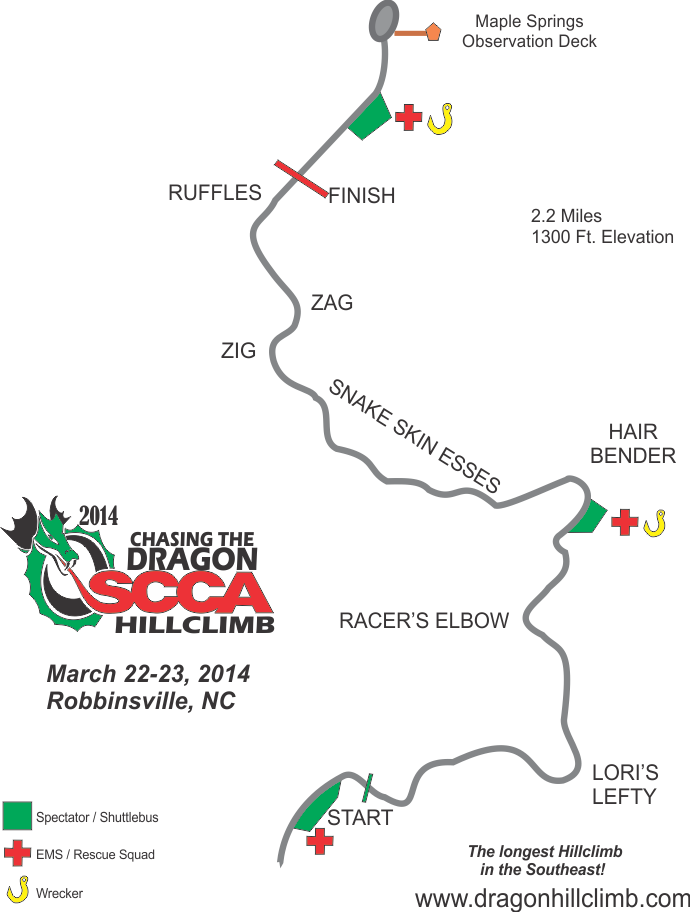 Maple Springs
Observation Deck
RUFFLES
FINISH
2.2 Miles
1300 Ft. Elevation
ZAG
ZIG
SNAKE SKIN ESSES
HAIR
BENDER
2014
CHASING THE
DRAGON
SCCA
HILLCLIMB
RACER'S ELBOW
March 22-23, 2014
Robbinsville, NC
LORI'S
LEFTY
START
Spectator / Shuttlebus
EMS / Rescue Squad
Wrecker
The longest Hillclimb
in the Southeast!
www.dragonhillclimb.com